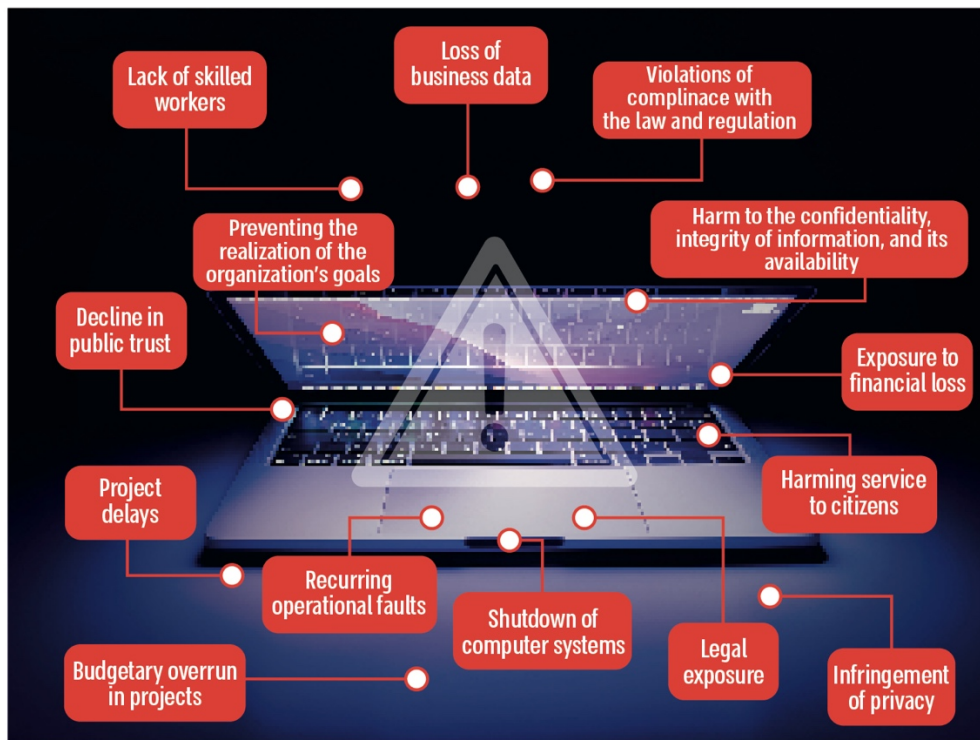 Lack of skilled
workers
Loss of
business data
Violations of
complinace with
the law and regulation
Preventing the
realization of the
organization's goals
Harm to the confidentiality,
integrity of information, and its
availability
Decline in
public trust
Exposure to
financial loss
Project
delays
Harming service
to citizens
Recurring
operational faults
Shutdown of
computer systems
Legal
exposure
Budgetary overrun
in projects
Infringement
of privacy